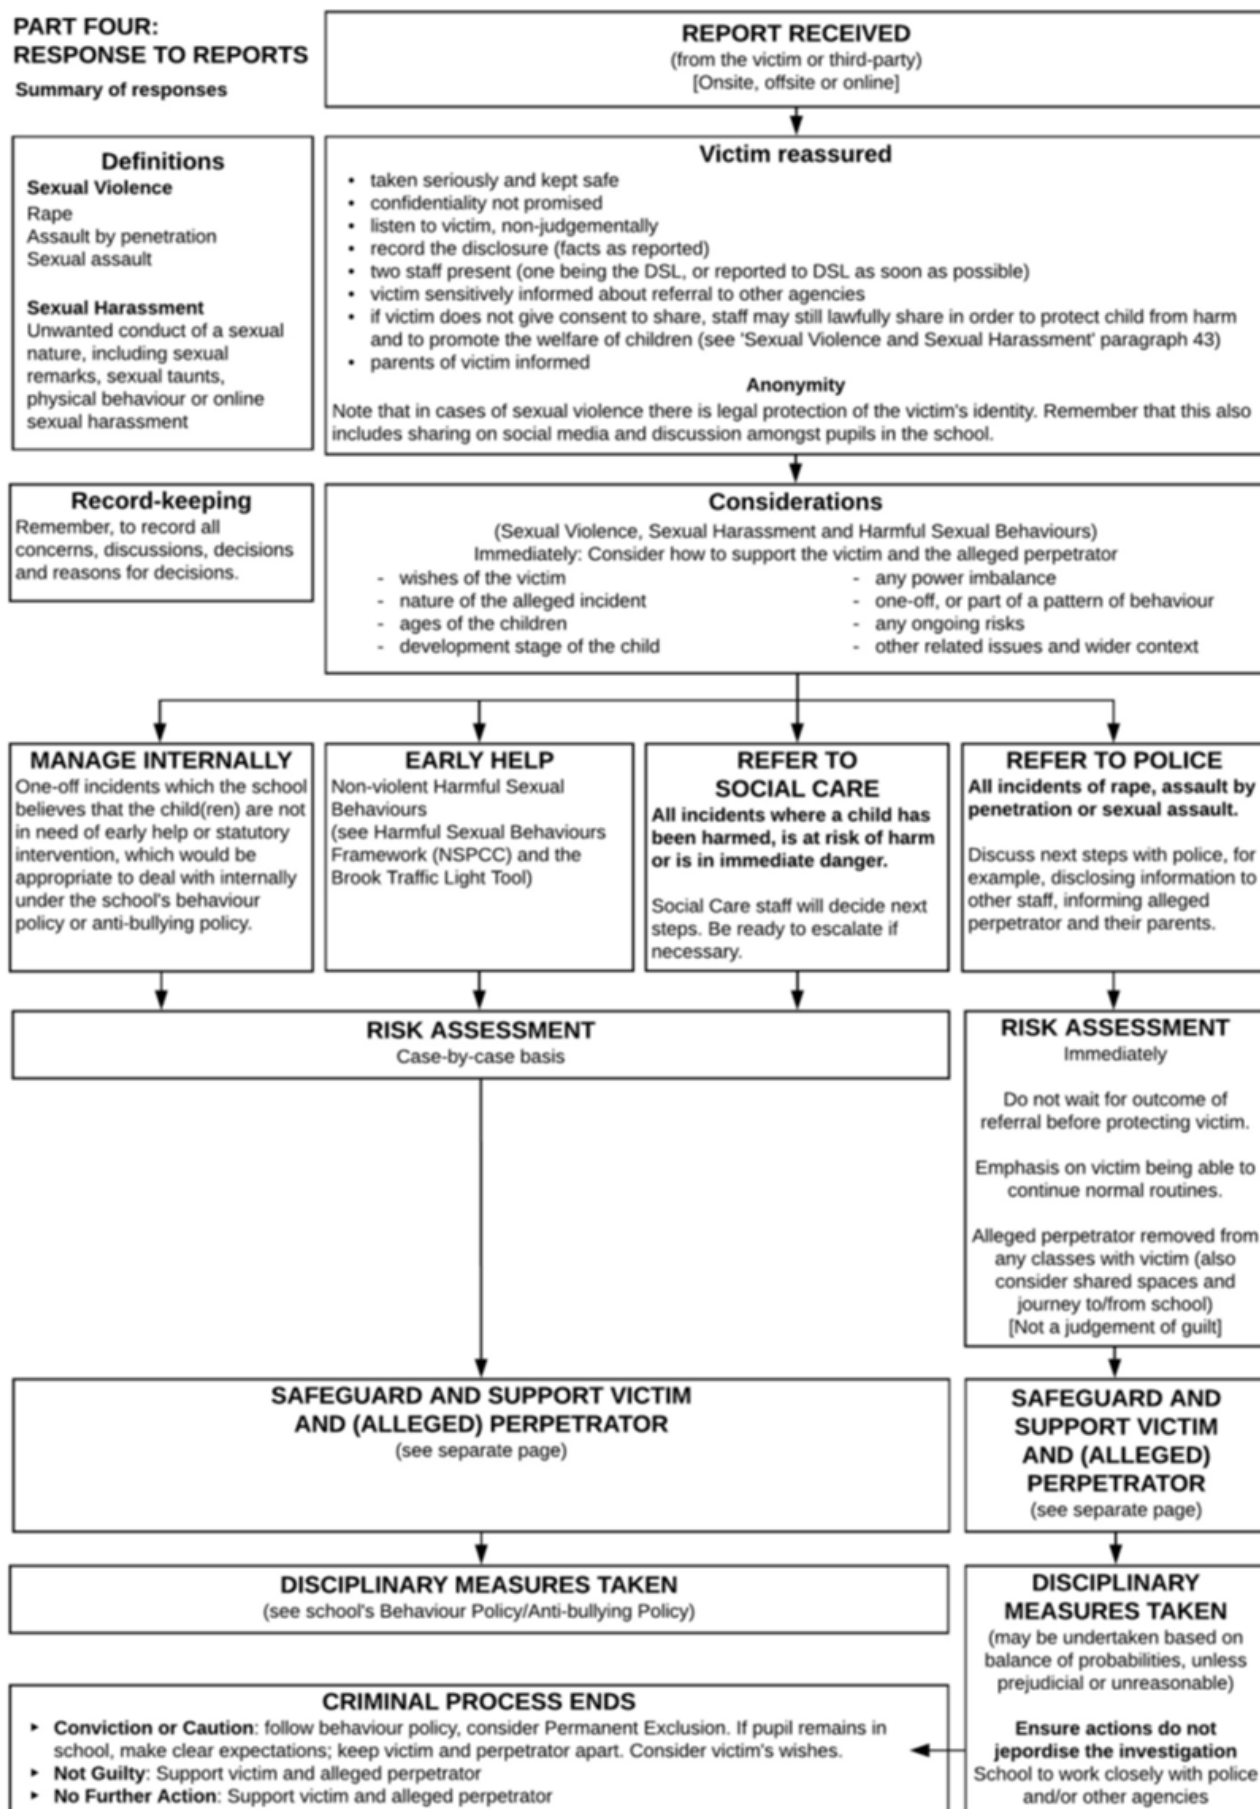 PART FOUR:
RESPONSE TO REPORTS
Summary of responses
REPORT RECEIVED
(from the victim or third-party)
[Onsite, offsite or online]
Definitions
Sexual Violence
Rape
Assault by penetration
Sexual assault
Sexual Harassment
Unwanted conduct of a sexual
nature, including sexual
remarks, sexual taunts,
physical behaviour or online
sexual harassment
Victim reassured
• taken seriously and kept safe
• confidentiality not promised
• listen to victim, non-judgementally
• record the disclosure (facts as reported)
• two staff present (one being the DSL, or reported to DSL as soon as possible)
• victim sensitively informed about referral to other agencies
• if victim does not give consent to share, staff may still lawfully share in order to protect child from harm
and to promote the welfare of children (see 'Sexual Violence and Sexual Harassment' paragraph 43)
• parents of victim informed
Anonymity
Note that in cases of sexual violence there is legal protection of the victim's identity. Remember that this also
includes sharing on social media and discussion amongst pupils in the school.
Record-keeping
Remember, to record all
concerns, discussions, decisions
and reasons for decisions.
Considerations
(Sexual Violence, Sexual Harassment and Harmful Sexual Behaviours)
Immediately: Consider how to support the victim and the alleged perpetrator
- wishes of the victim
- nature of the alleged incident
- ages of the children
- development stage of the child
- any power imbalance
- one-off, or part of a pattern of behaviour
- any ongoing risks
- other related issues and wider context
MANAGE INTERNALLY
One-off incidents which the school
believes that the child(ren) are not
in need of early help or statutory
intervention, which would be
appropriate to deal with internally
under the school's behaviour
policy or anti-bullying policy.
EARLY HELP
Non-violent Harmful Sexual
Behaviours
(see Harmful Sexual Behaviours
Framework (NSPCC) and the
Brook Traffic Light Tool)
REFER TO
SOCIAL CARE
All incidents where a child has
been harmed, is at risk of harm
or is in immediate danger.
Social Care staff will decide next
steps. Be ready to escalate if
necessary.
REFER TO POLICE
All incidents of rape, assault by
penetration or sexual assault.
Discuss next steps with police, for
example, disclosing information to
other staff, informing alleged
perpetrator and their parents.
RISK ASSESSMENT
Case-by-case basis
RISK ASSESSMENT
Immediately
Do not wait for outcome of
referral before protecting victim.
Emphasis on victim being able to
continue normal routines.
Alleged perpetrator removed from
any classes with victim (also
consider shared spaces and
journey to/from school)
[Not a judgement of guilt]
SAFEGUARD AND SUPPORT VICTIM
AND (ALLEGED) PERPETRATOR
(see separate page)
SAFEGUARD AND
SUPPORT VICTIM
AND (ALLEGED)
PERPETRATOR
(see separate page)
DISCIPLINARY MEASURES TAKEN
(see school's Behaviour Policy/Anti-bullying Policy)
DISCIPLINARY
MEASURES TAKEN
(may be undertaken based on
balance of probabilities, unless
prejudicial or unreasonable)
Ensure actions do not
jepordise the investigation
School to work closely with police
and/or other agencies
CRIMINAL PROCESS ENDS
‣ Conviction or Caution: follow behaviour policy, consider Permanent Exclusion. If pupil remains in
school, make clear expectations; keep victim and perpetrator apart. Consider victim's wishes.
‣ Not Guilty: Support victim and alleged perpetrator
‣ No Further Action: Support victim and alleged perpetrator